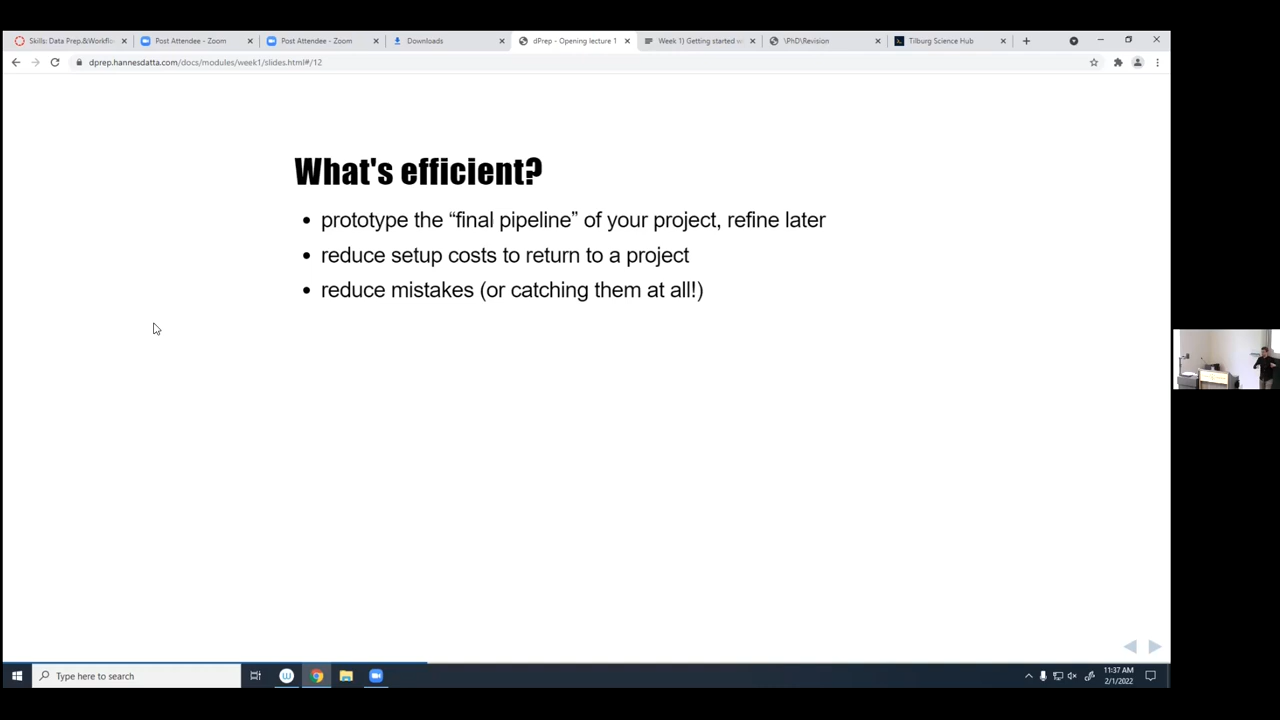 Skills: Data Prep.&Workflo
Post Attendee - Zoom
Post Attendee - Zoom
Downloads
dPrep - Opening lecture 1
Week 1) Getting started w
\PhD\Revision
Tilburg Science Hub
dprep.hannesdatta.com/docs/modules/week1/slides.html#/12
What's efficient?
• prototype the “final pipeline” of your project, refine later
• reduce setup costs to return to a project
• reduce mistakes (or catching them at all!)
Type here to search
11:37 AM
2/1/2022